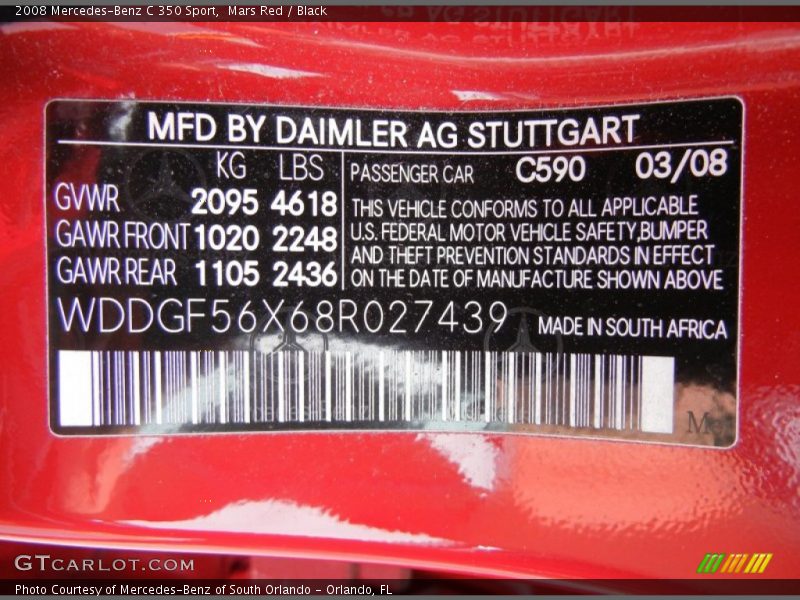 2008 Mercedes-Benz C 350 Sport, Mars Red / Black
MFD BY DAIMLER AG STUTTGART
KG LBS PASSENGER CAR C590 03/08
GVWR 2095 4618
GAWR FRONT 1020 2248
GAWR REAR 1105 2436
THIS VEHICLE CONFORMS TO ALL APPLICABLE
U.S. FEDERAL MOTOR VEHICLE SAFETY,BUMPER
AND THEFT PREVENTION STANDARDS IN EFFECT
ON THE DATE OF MANUFACTURE SHOWN ABOVE
WDDGF56X68R027439 MADE IN SOUTH AFRICA
GTCARLOT.COM
Photo Courtesy of Mercedes-Benz of South Orlando - Orlando, FL